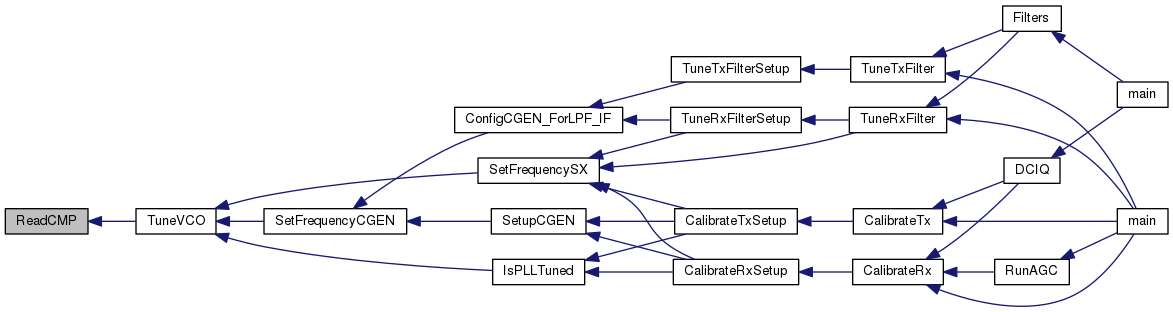 Filters
TuneTxFilterSetup
TuneTxFilter
main
ConfigCGEN_ForLPF_IF
TuneRxFilterSetup
TuneRxFilter
SetFrequencySX
DCIQ
ReadCMP
TuneVCO
SetFrequencyCGEN
SetupCGEN
CalibrateTxSetup
CalibrateTx
main
IsPLLTuned
CalibrateRxSetup
CalibrateRx
RunAGC